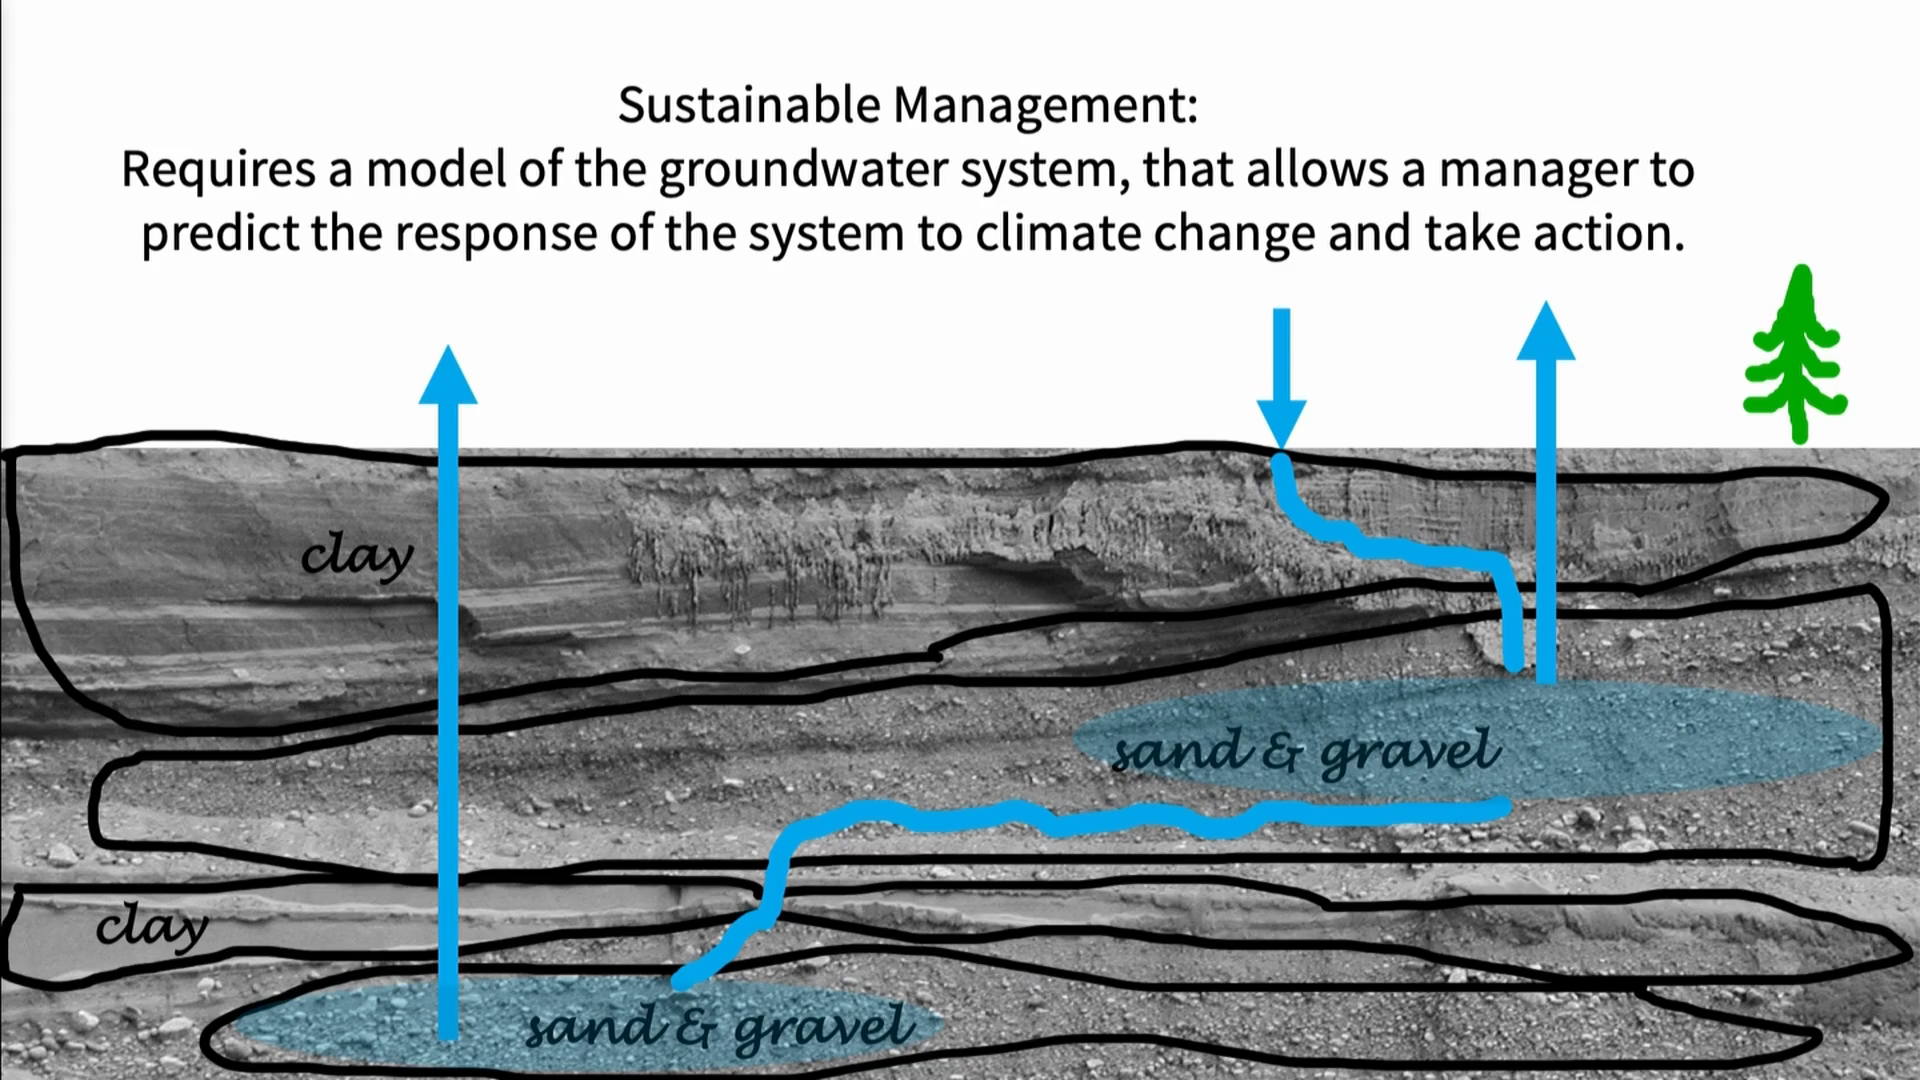 Sustainable Management:
Requires a model of the groundwater system, that allows a manager to
predict the response of the system to climate change and take action.
clay
sand & gravel
clay
sand & gravel